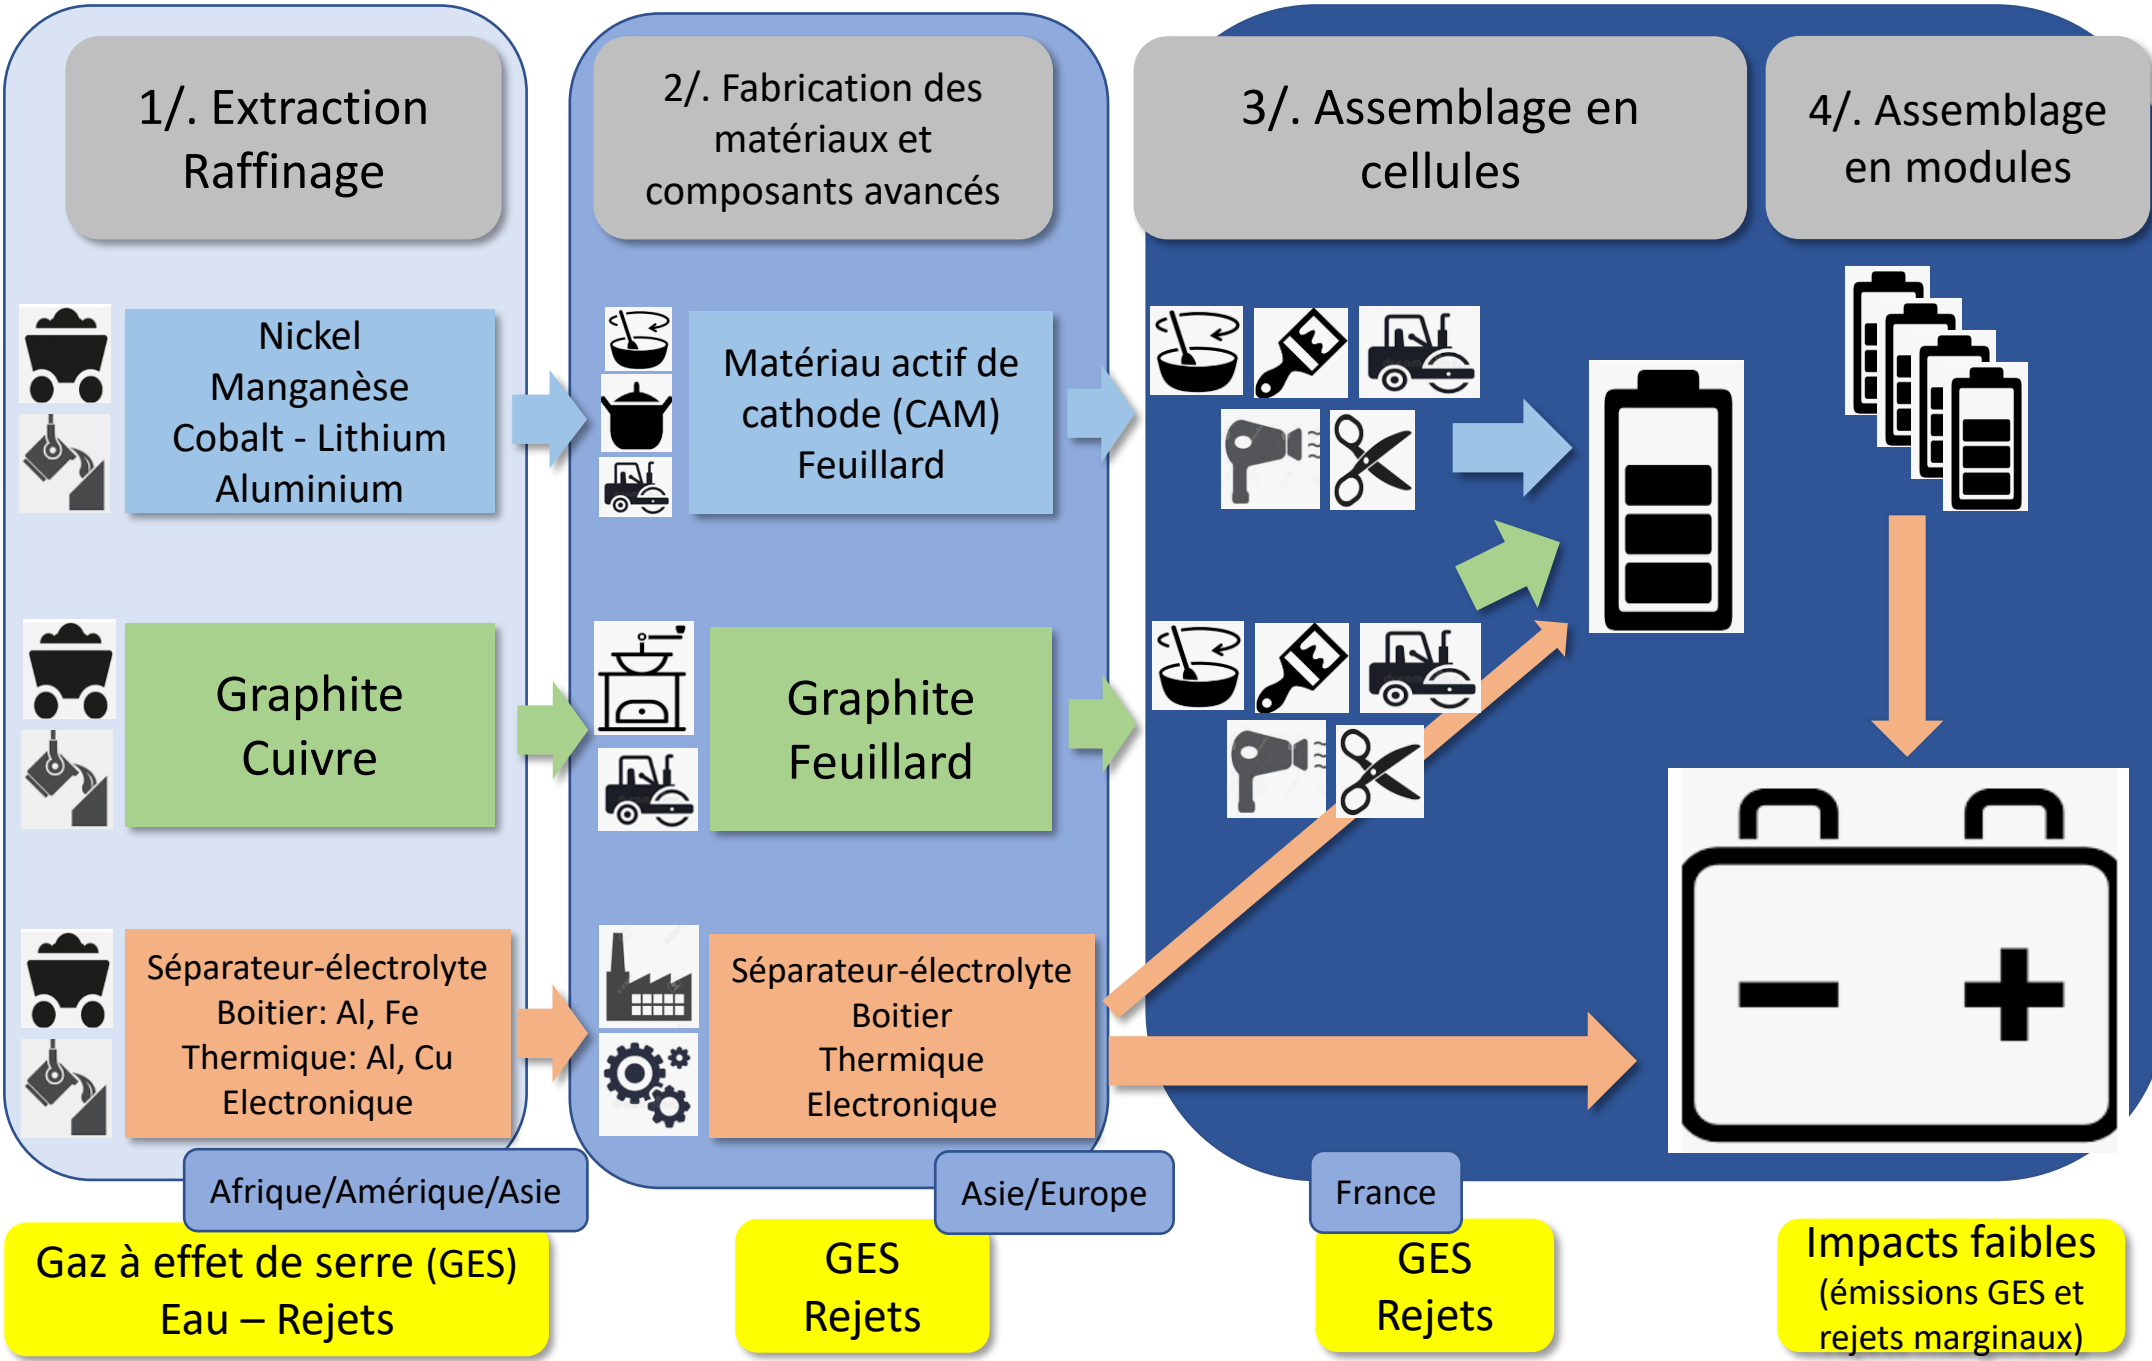 1/. Extraction
Raffinage
2/. Fabrication des
matériaux et
composants avancés
3/. Assemblage en
cellules
4/. Assemblage
en modules
Nickel
Manganèse
Cobalt - Lithium
Aluminium
Matériau actif de
cathode (CAM)
Feuillard
Graphite
Cuivre
Graphite
Feuillard
Séparateur-électrolyte
Boitier: Al, Fe
Thermique: Al, Cu
Electronique
Séparateur-électrolyte
Boitier
Thermique
Electronique
Afrique/Amérique/Asie
Asie/Europe
France
Gaz à effet de serre (GES)
Eau – Rejets
GES
Rejets
GES
Rejets
Impacts faibles
(émissions GES et
rejets marginaux)